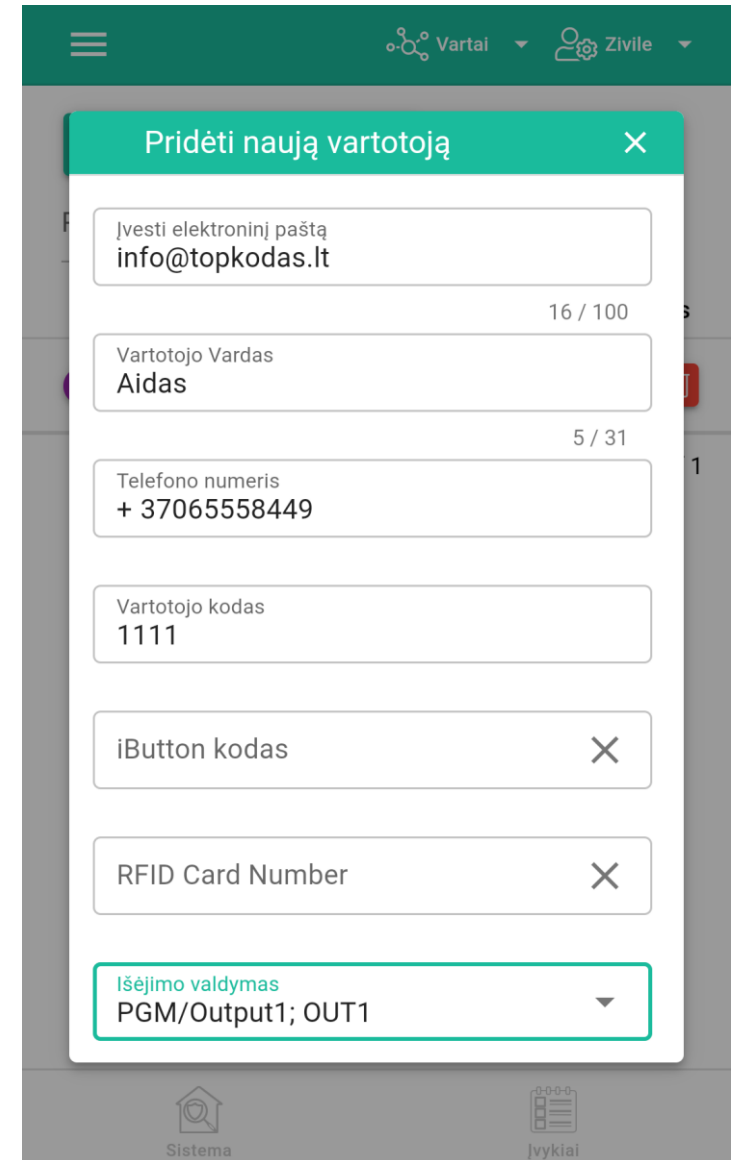 Vartai
Zivile
Pridėti naują vartotoją
Įvesti elektroninį paštą
info@topkodas.lt
16 / 100
Vartotojo Vardas
Aidas
5 / 31
Telefono numeris
+ 37065558449
1
Vartotojo kodas
1111
iButton kodas
RFID Card Number
Išėjimo valdymas
PGM/Output1; OUT1
Sistema
Įvykiai